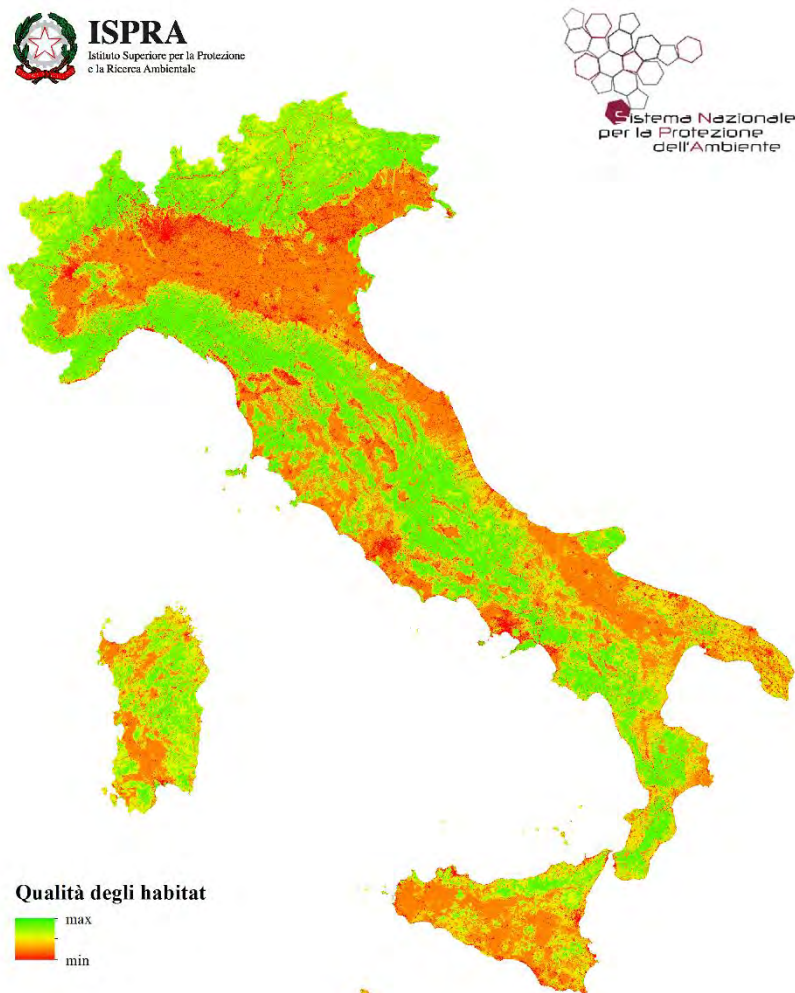 ISPRA
Istituto Superiore per la Protezione
e la Ricerca Ambientale
Sistema Nazionale
per la Protezione
dell'Ambiente
Qualità degli habitat
max
min